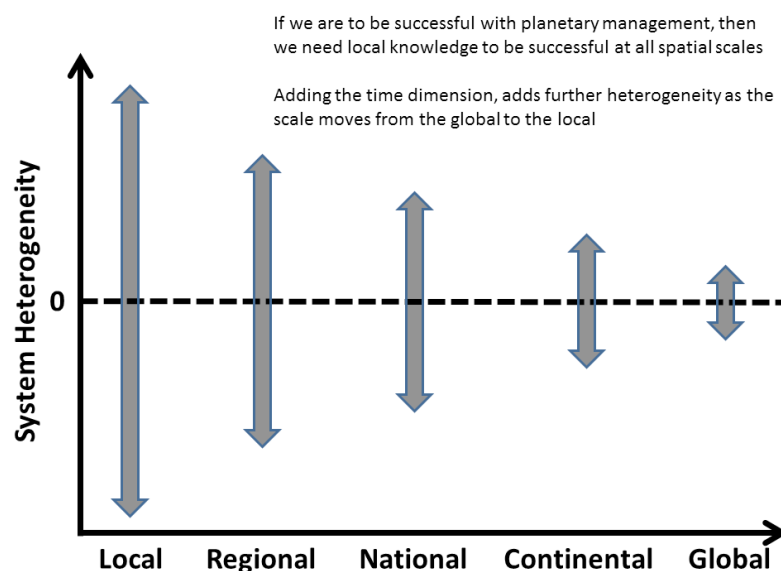 If we are to be successful with planetary management, then
we need local knowledge to be successful at all spatial scales
Adding the time dimension, adds further heterogeneity as the
scale moves from the global to the local
System Heterogeneity
0
Local Regional National Continental Global